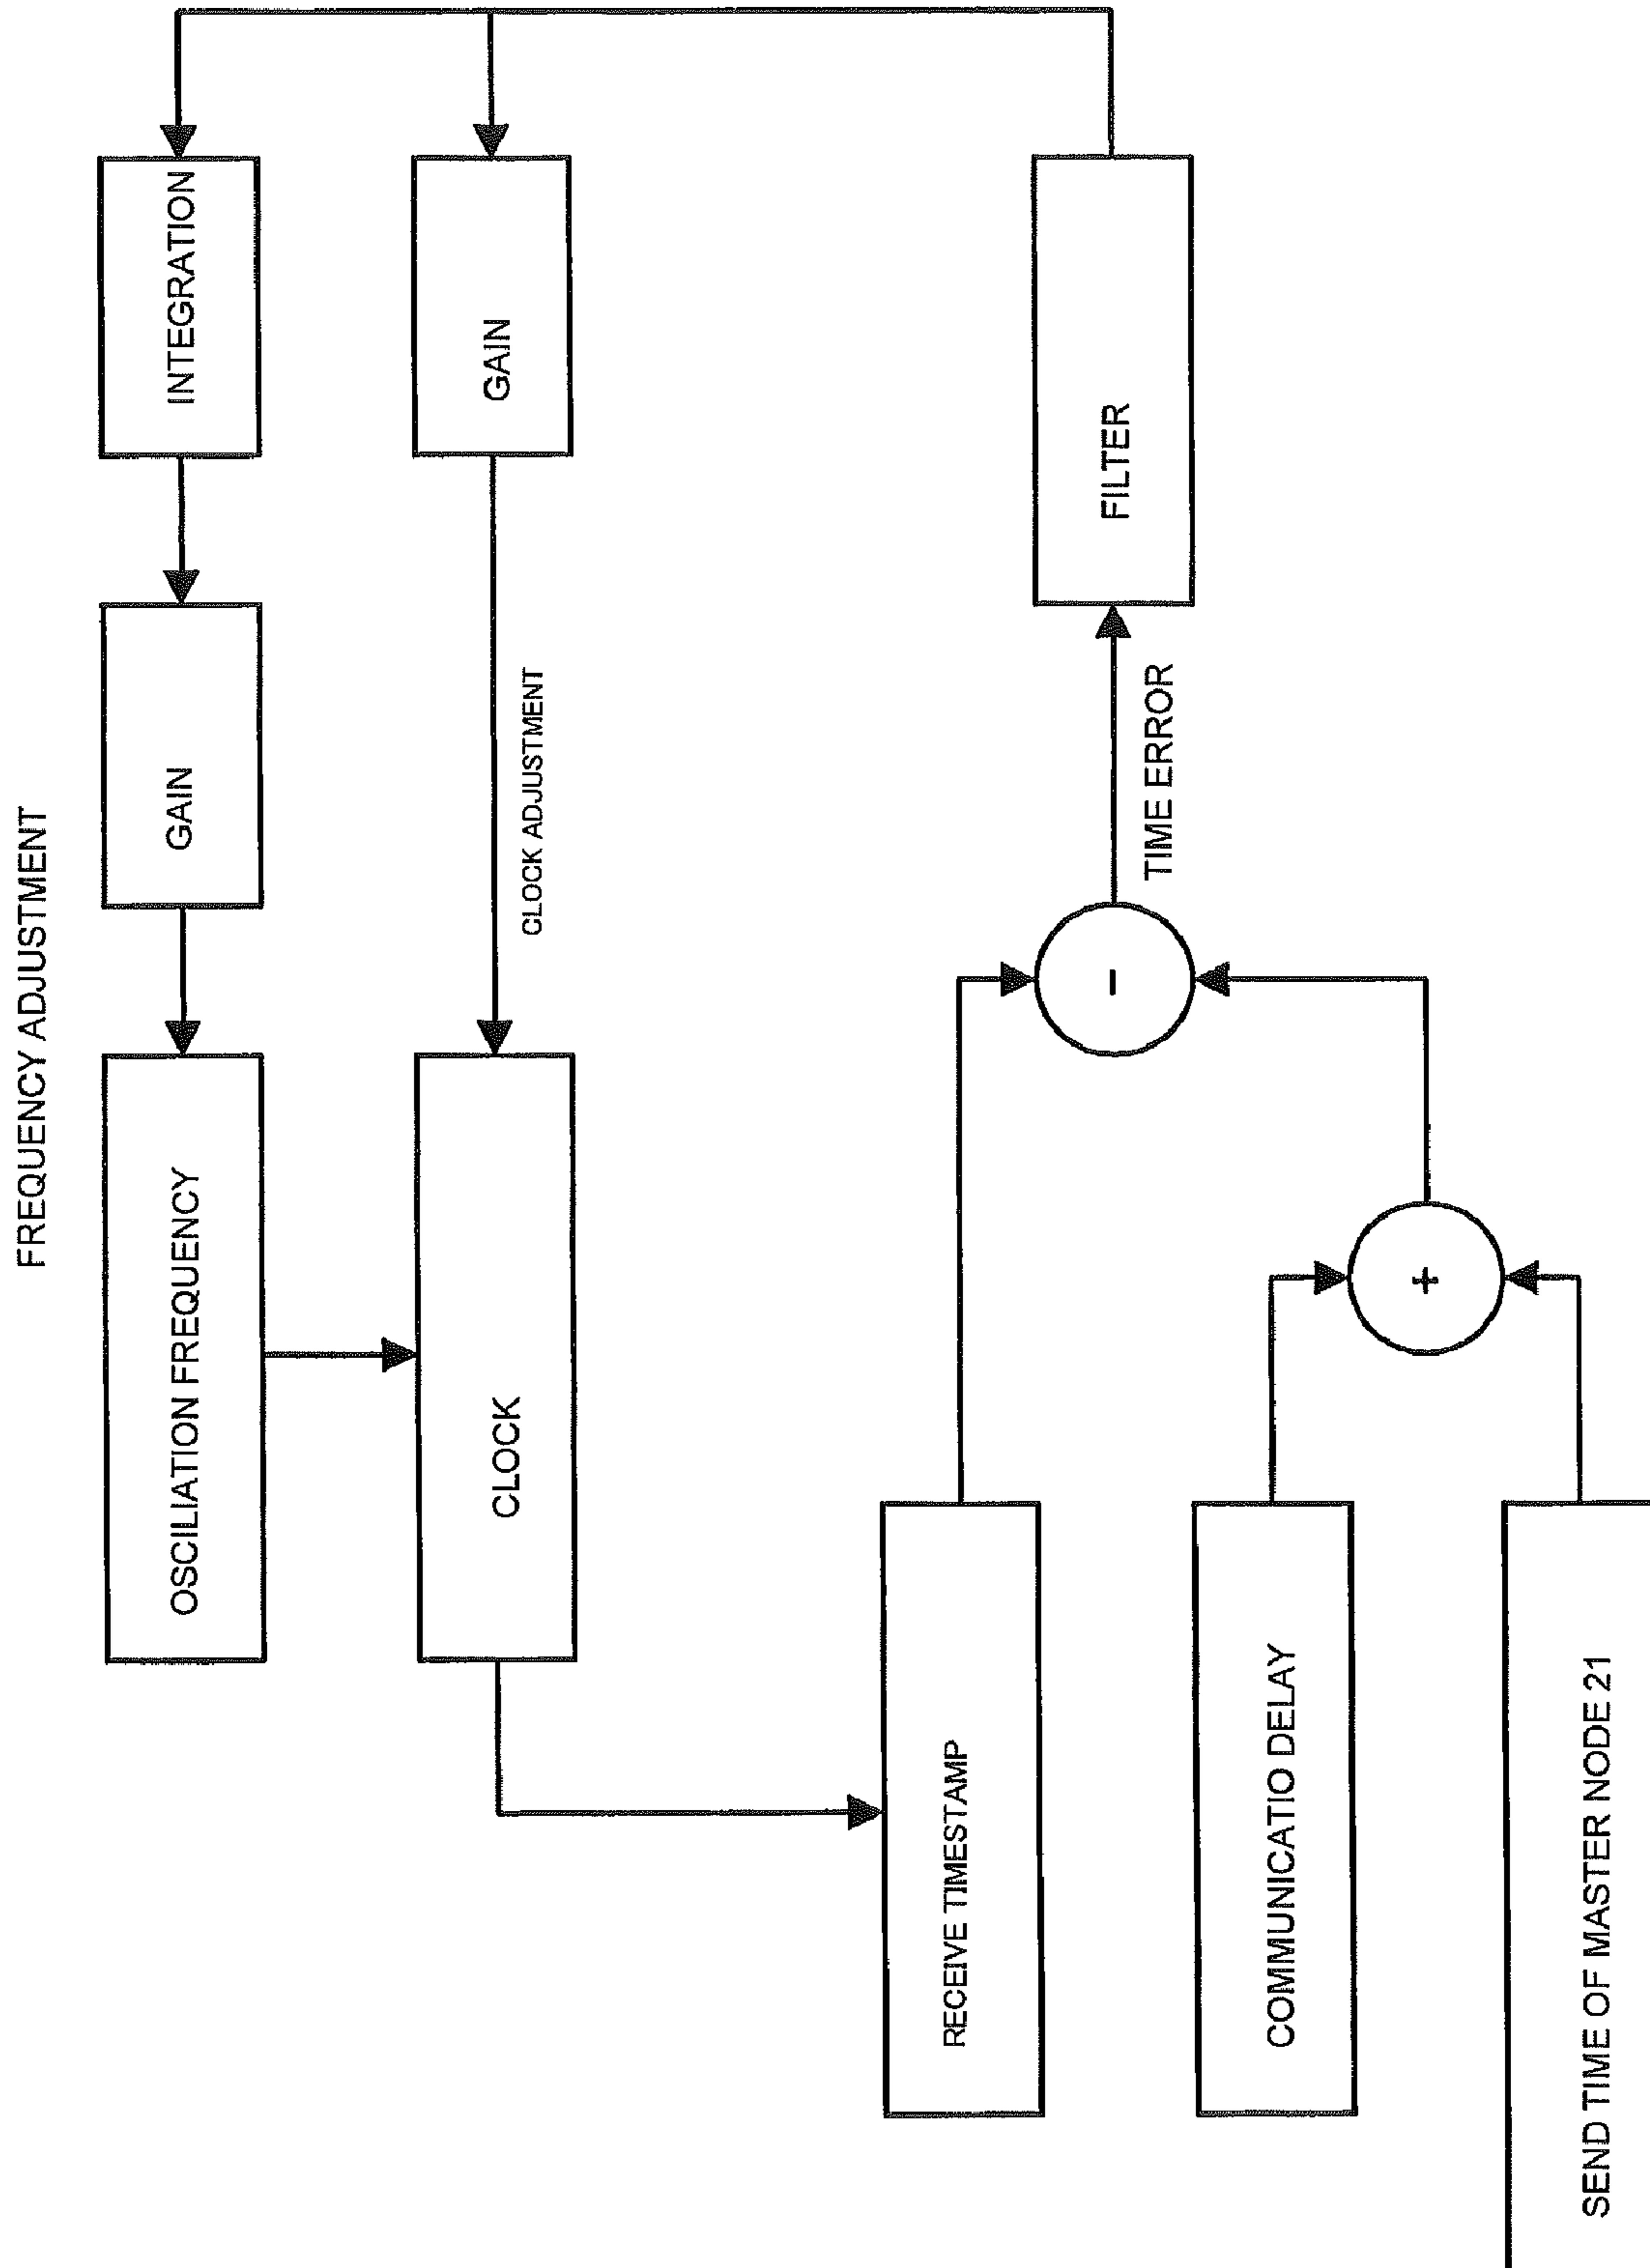 FREQUENCY ADJUSTMENT
OSCILIATION FREQUENCY
GAIN
INTEGRATION
CLOCK
CLOCK ADJUSTMENT
GAIN
RECEIVE TIMESTAMP
-
TIME ERROR
FILTER
COMMUNICATIO DELAY
+
SEND TIME OF MASTER NODE 21